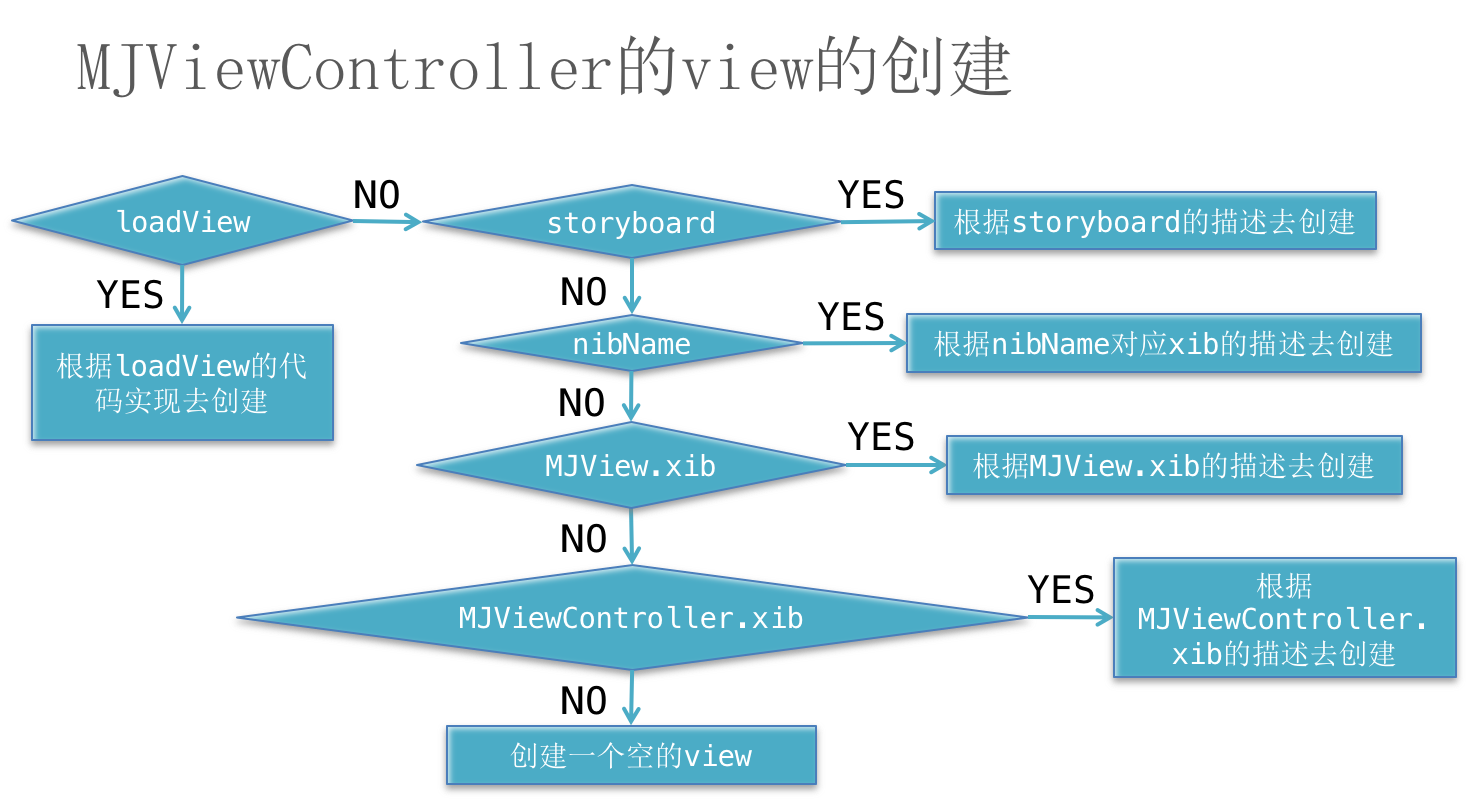 MJViewController的view的创建
loadView
NO
storyboard
YES
根据storyboard的描述去创建
YES
根据loadView的代
码实现去创建
NO
nibName
YES
根据nibName对应xib的描述去创建
NO
MJView.xib
YES
根据MJView.xib的描述去创建
NO
MJViewController.xib
YES
根据
MJViewController.
xib的描述去创建
NO
创建一个空的view